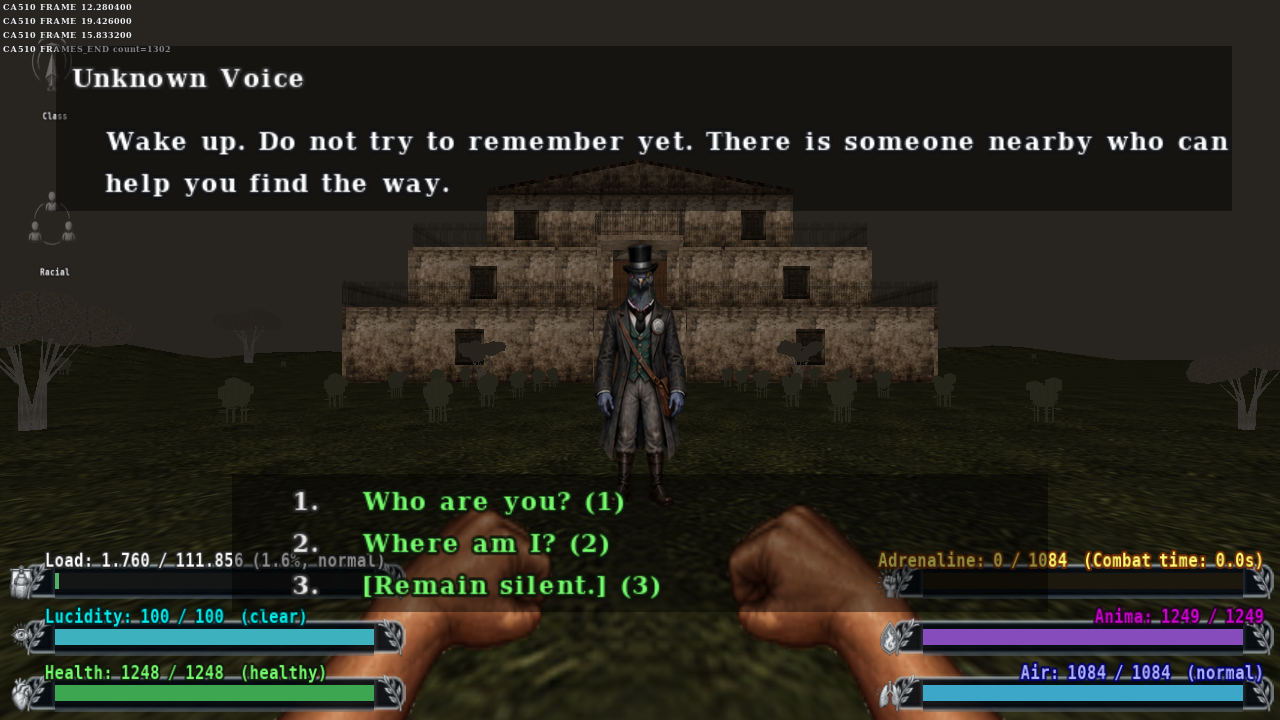 CA510 FRAME 12.280400
CA510 FRAME 19.426000
CA510 FRAME 15.833200
CA510 FRAMES_END count=1302
Unknown Voice
Class
Wake up. Do not try to remember yet. There is someone nearby who can
help you find the way.
Racial
1. Who are you? (1)
2. Where am I? (2)
3. [Remain silent.] (3)
Load: 1.760 / 111.856 (1.6%, normal)
Adrenaline: 0 / 1084 (Combat time: 0.0s)
Lucidity: 100 / 100 (clear)
Anima: 1249 / 1249
Health: 1248 / 1248 (healthy)
Air: 1084 / 1084 (normal)